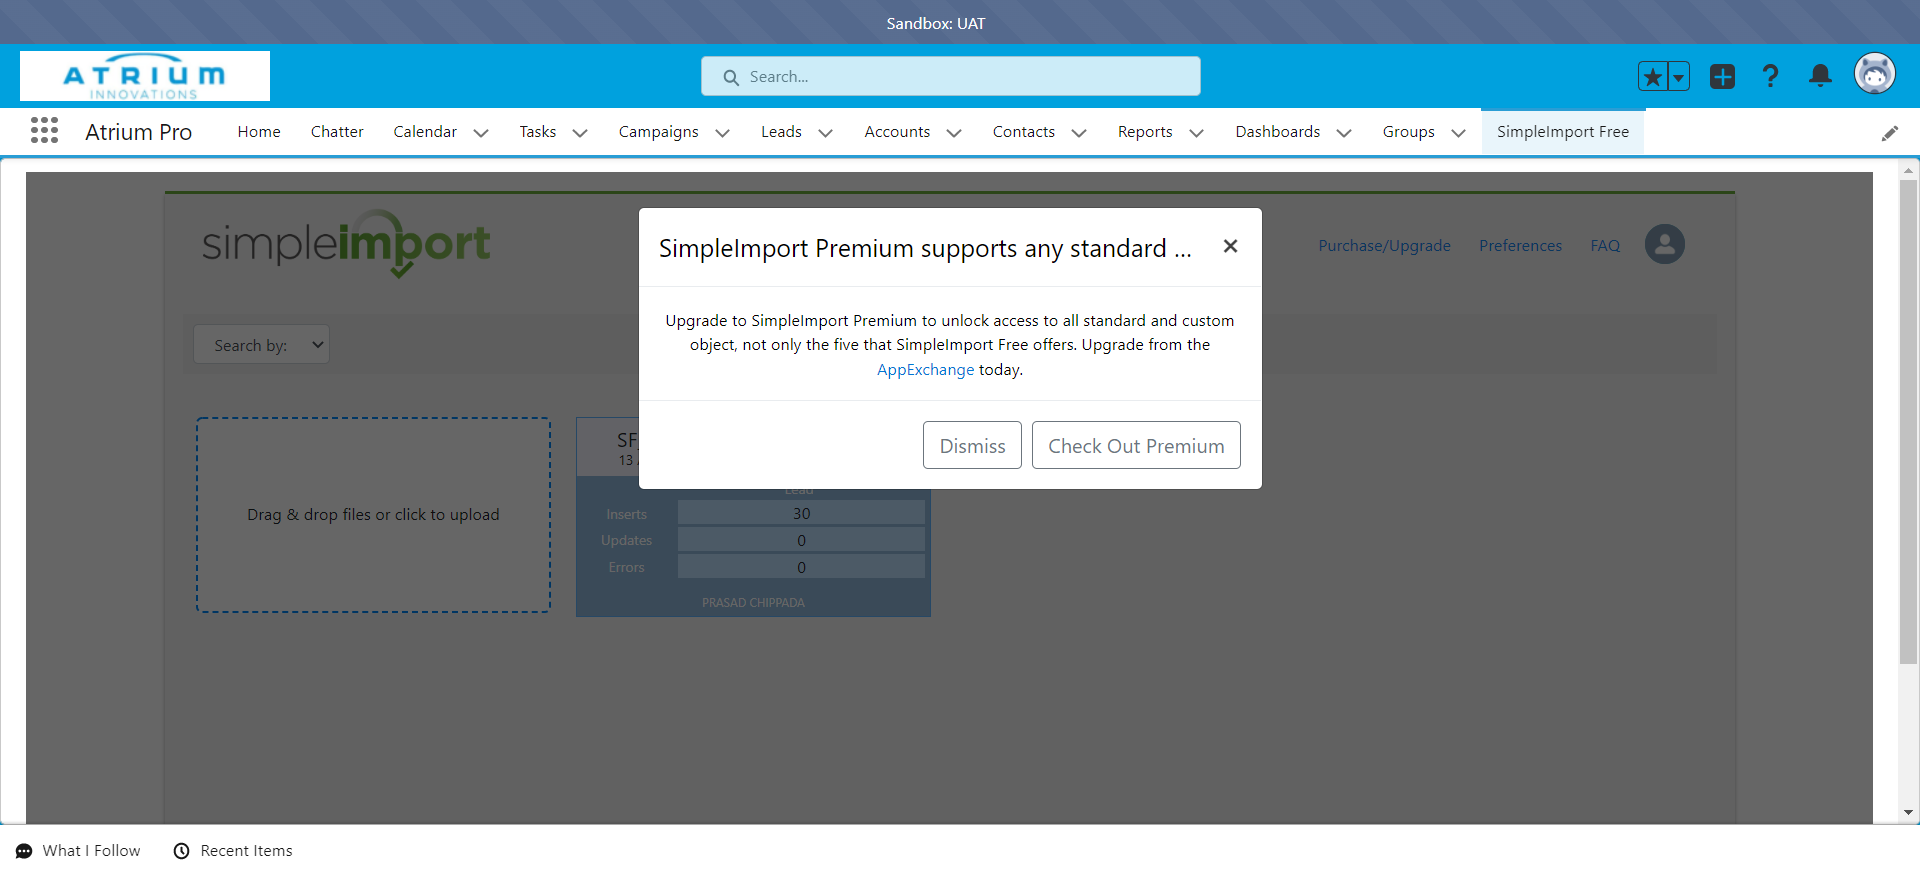 Sandbox: UAT
ATRIUM
INNOVATIONS
Search...
Atrium Pro
Home
Chatter
Calendar
Tasks
Campaigns
Leads
Accounts
Contacts
Reports
Dashboards
Groups
SimpleImport Free
simpleimport
Purchase/Upgrade
Preferences
FAQ
SimpleImport Premium supports any standard ...
Upgrade to SimpleImport Premium to unlock access to all standard and custom
object, not only the five that SimpleImport Free offers. Upgrade from the
AppExchange today.
Dismiss
Check Out Premium
Search by:
Drag & drop files or click to upload
SF
13
Lead
Inserts 30
Updates 0
Errors 0
PRASAD CHIPPADA
What I Follow
Recent Items